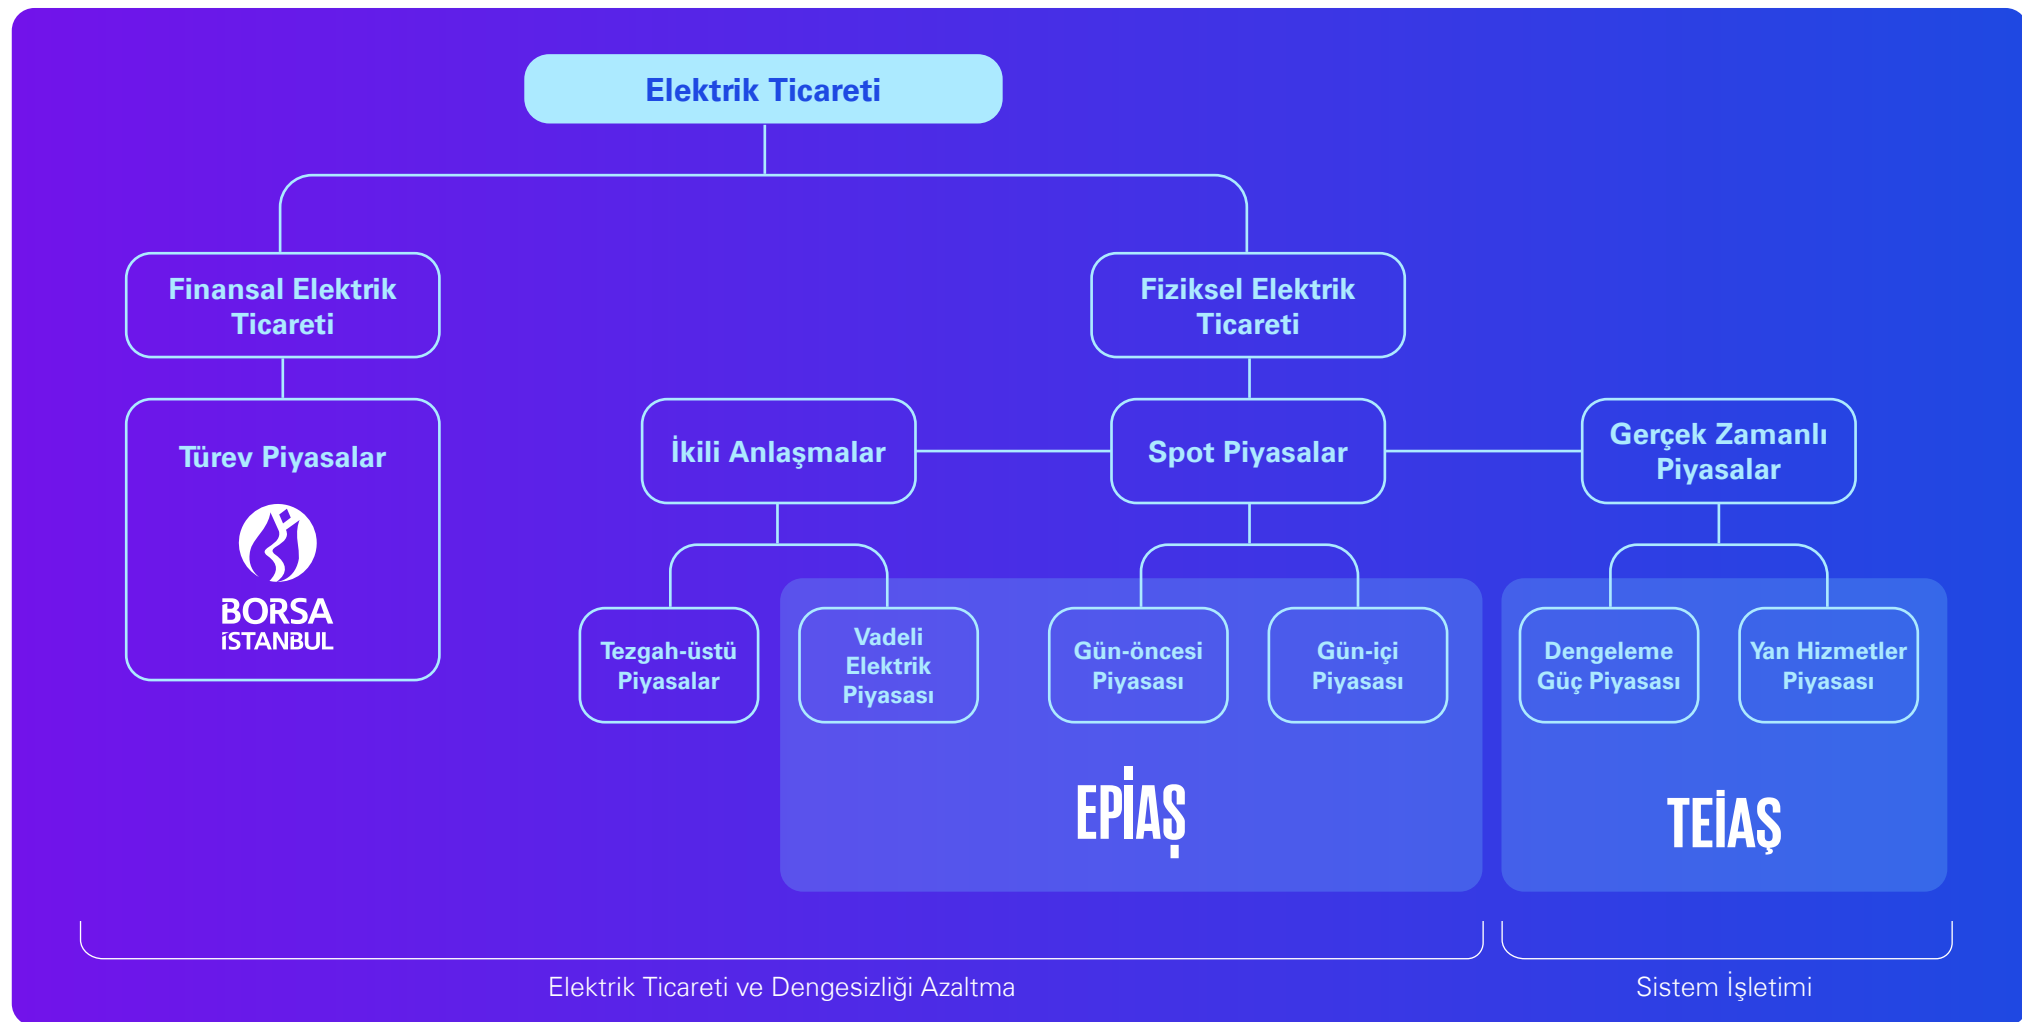 Elektrik Ticareti
Finansal Elektrik
Ticareti
Fiziksel Elektrik
Ticareti
Türev Piyasalar
BORSA
İSTANBUL
İkili Anlaşmalar
Spot Piyasalar
Gerçek Zamanlı
Piyasalar
Tezgah-üstü
Piyasalar
Vadeli
Elektrik
Piyasası
Gün-öncesi
Piyasası
Gün-içi
Piyasası
Dengeleme
Güç Piyasası
Yan Hizmetler
Piyasası
EPİAŞ
TEİAŞ
Elektrik Ticareti ve Dengesizliği Azaltma
Sistem İşletimi